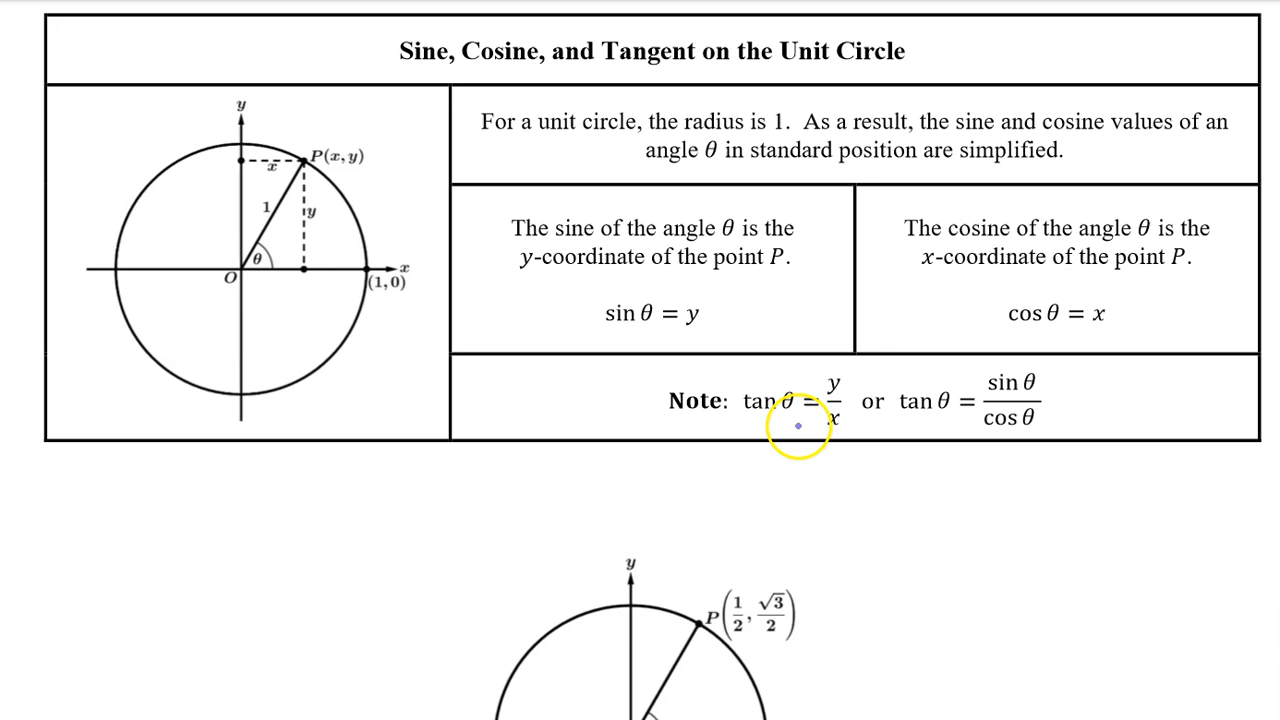 Sine, Cosine, and Tangent on the Unit Circle
y
P(x, y)
x
1
y
θ
x
O
(1, 0)
For a unit circle, the radius is 1. As a result, the sine and cosine values of an
angle θ in standard position are simplified.
The sine of the angle θ is the
y-coordinate of the point P.
sin θ = y
The cosine of the angle θ is the
x-coordinate of the point P.
cos θ = x
Note: tan θ = y/x or tan θ = sin θ/cos θ
y
P(1/2, √3/2)